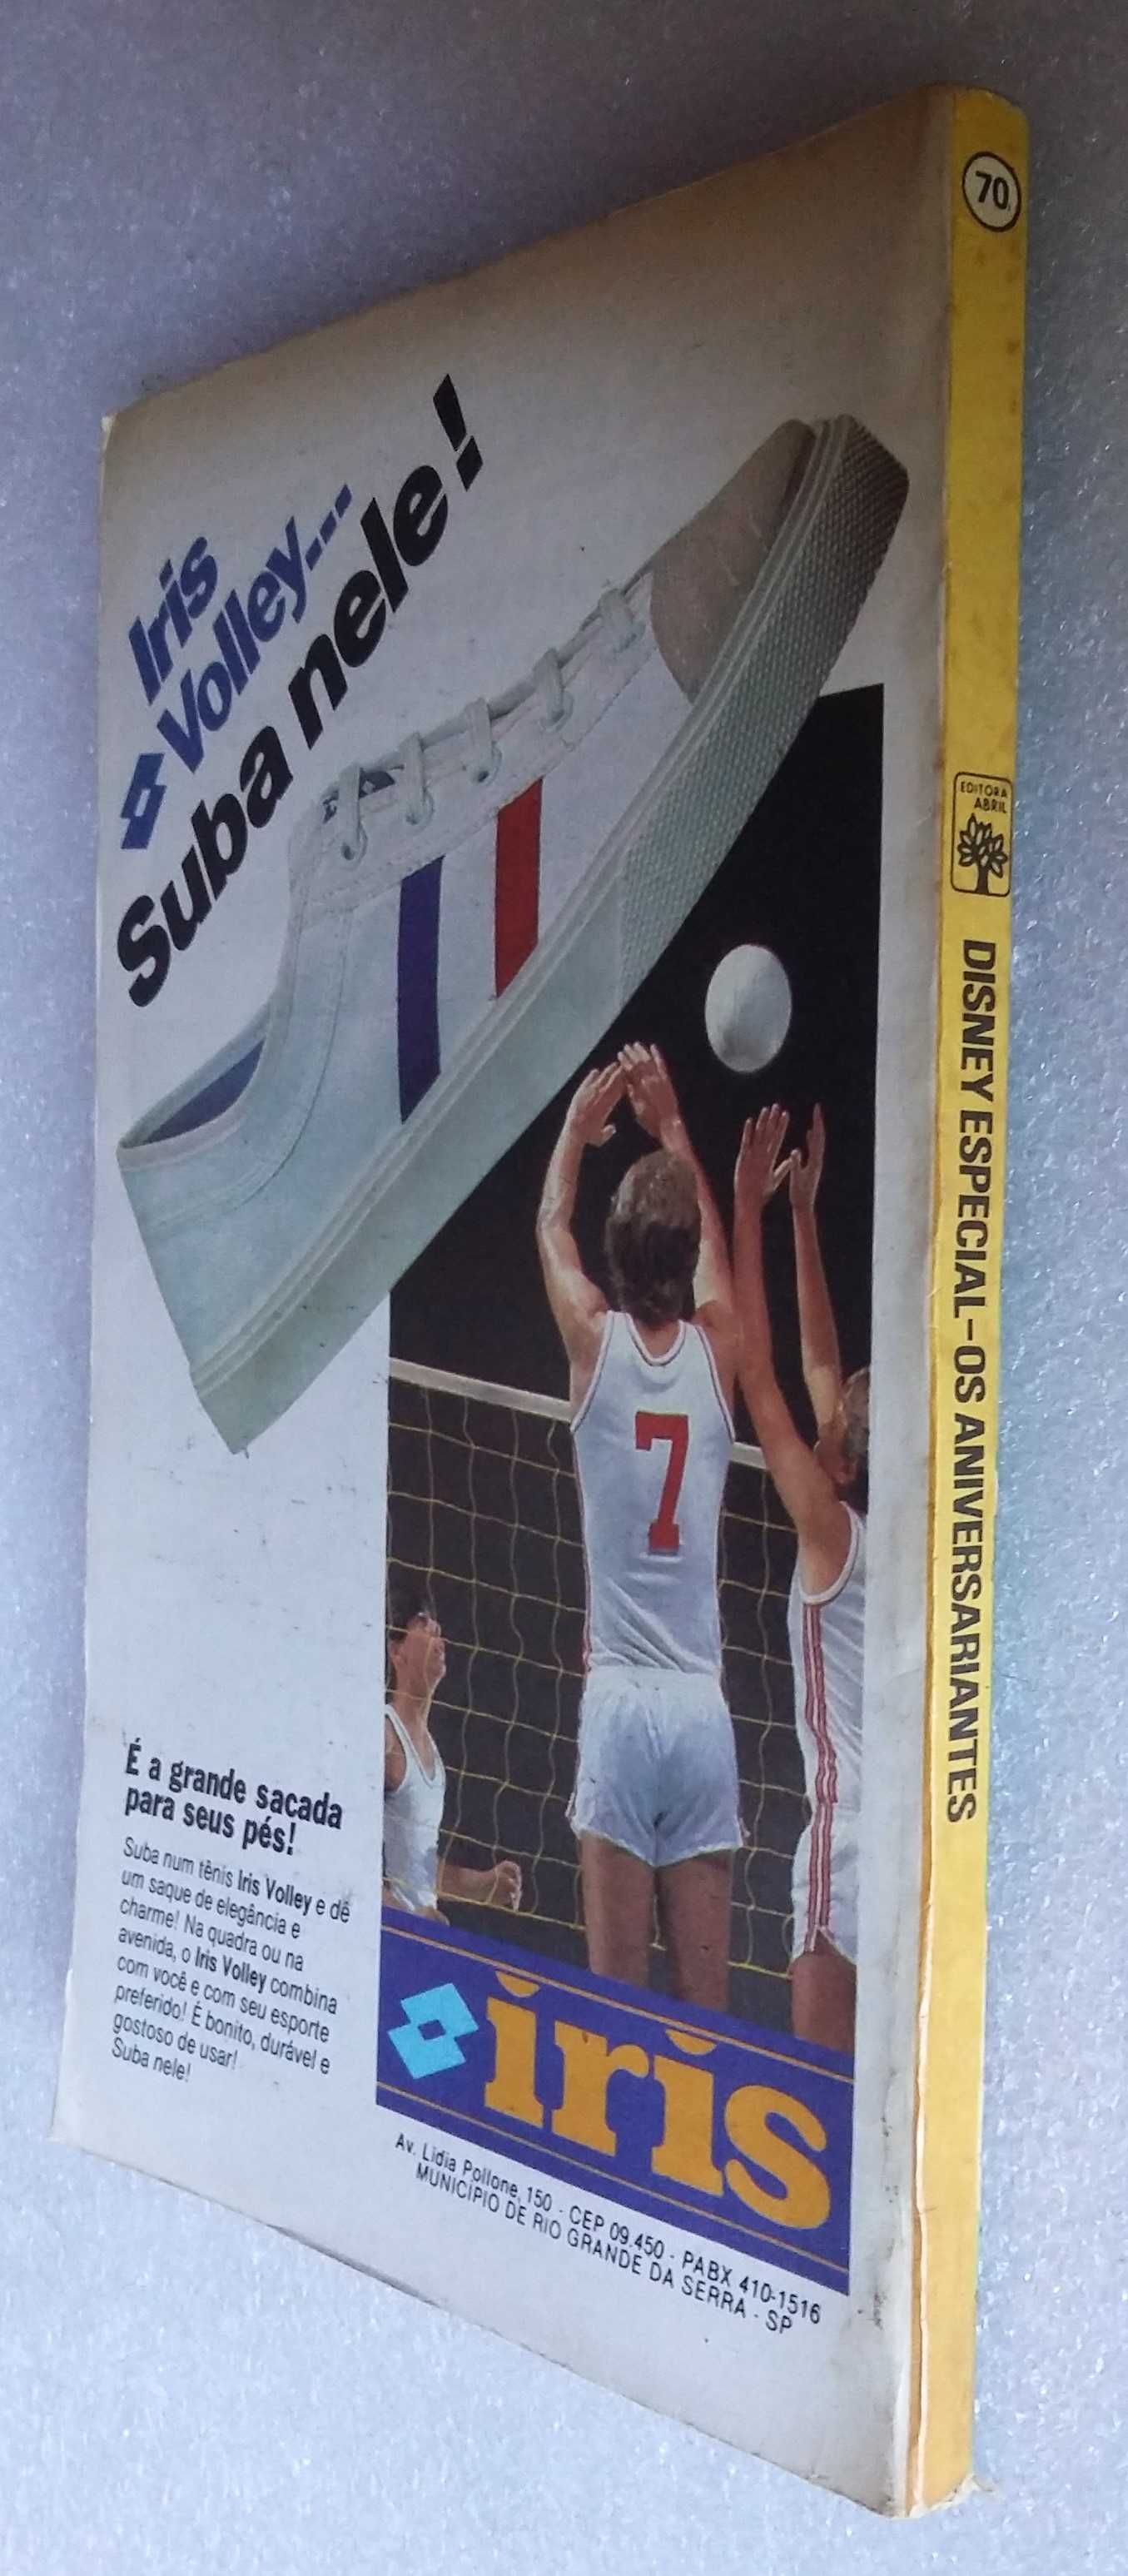 Iris
Volley...
Suba nele!
7
É a grande sacada
para seus pés!
Suba num tênis Iris Volley e dê
um saque de elegância e
charme! Na quadra ou na
avenida, o Iris Volley combina
com você e com seu esporte
preferido! É bonito, durável e
gostoso de usar!
Suba nele!
iris
Av. Lidia Pollone, 150 - CEP 09.450 - PABX 410-1516
MUNICÍPIO DE RIO GRANDE DA SERRA - SP
70
EDITORA
ABRIL
DISNEY ESPECIAL-OS ANIVERSARIANTES